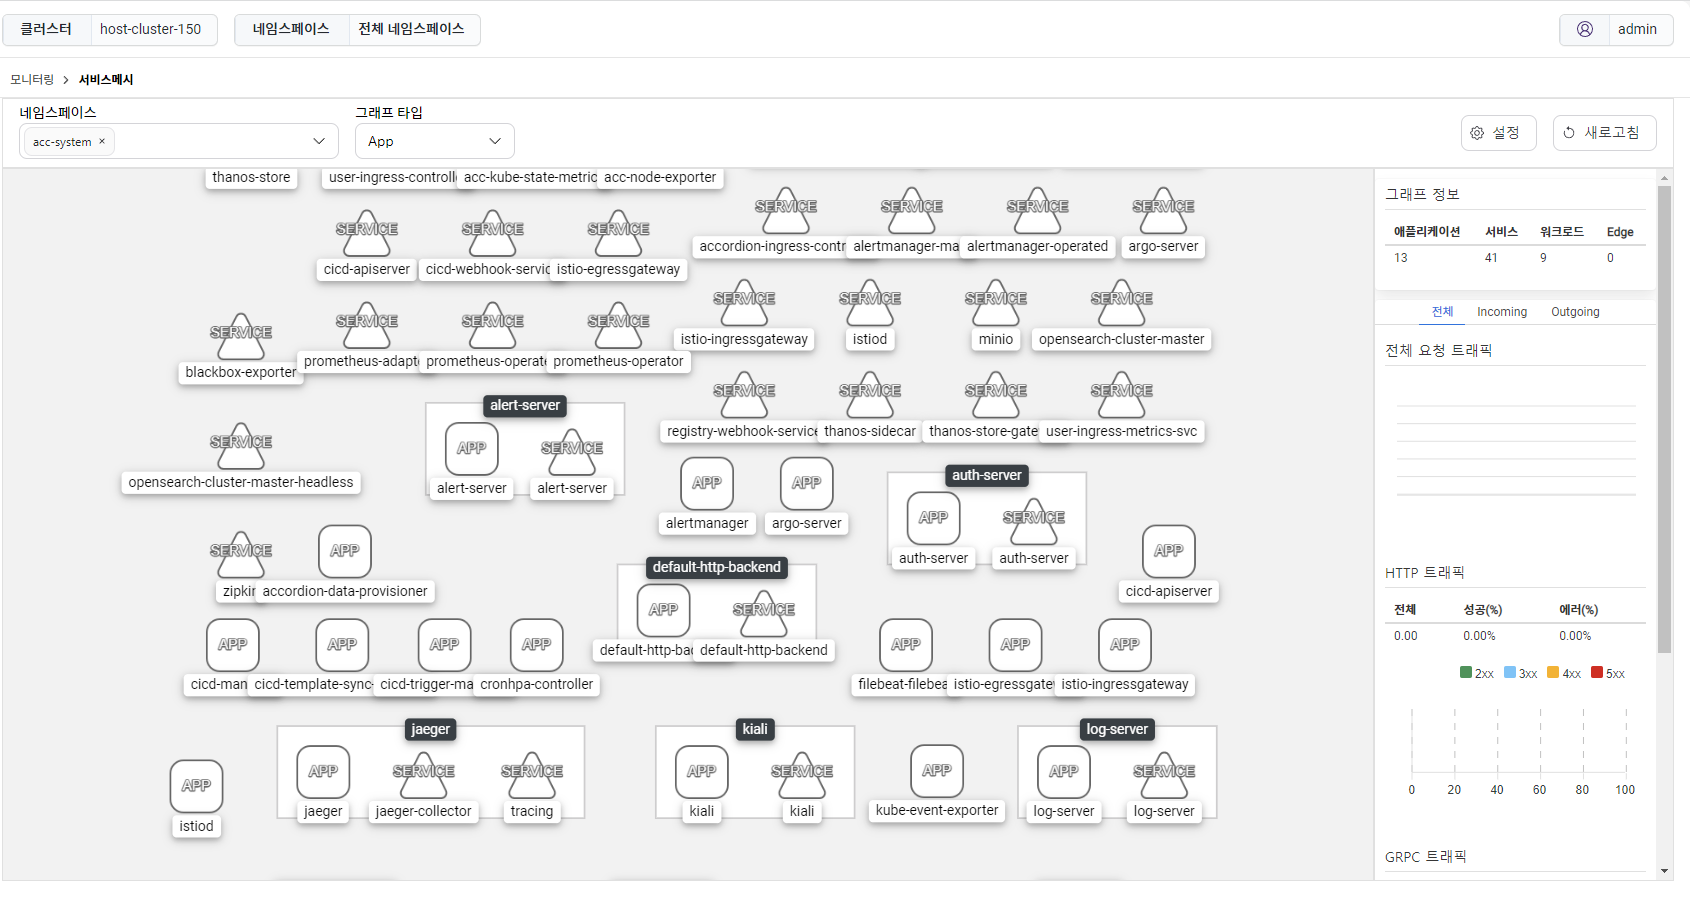 클러스터 host-cluster-150 네임스페이스 전체 네임스페이스 admin
모니터링 > 서비스메시
네임스페이스 그래프 타입
acc-system × App 설정 새로고침
thanos-store user-ingress-controll acc-kube-state-metric acc-node-exporter
SERVICE SERVICE SERVICE SERVICE
accordion-ingress-contr alertmanager-ma alertmanager-operated argo-server
SERVICE SERVICE SERVICE
cicd-apiserver cicd-webhook-servic istio-egressgateway
SERVICE SERVICE SERVICE SERVICE
istio-ingressgateway istiod minio opensearch-cluster-master
SERVICE SERVICE SERVICE SERVICE
blackbox-exporter prometheus-adapt prometheus-operat prometheus-operator
SERVICE SERVICE SERVICE SERVICE
registry-webhook-service thanos-sidecar thanos-store-gate user-ingress-metrics-svc
alert-server
APP SERVICE
alert-server alert-server
SERVICE
opensearch-cluster-master-headless
APP APP
alertmanager argo-server
auth-server
APP SERVICE
auth-server auth-server
SERVICE APP
zipkin accordion-data-provisioner
APP
cicd-apiserver
default-http-backend
APP SERVICE
default-http-bac default-http-backend
APP APP APP APP
cicd-man cicd-template-sync- cicd-trigger-ma cronhpa-controller
APP APP APP
filebeat-filebea istio-egressgate istio-ingressgateway
APP
istiod
jaeger
APP SERVICE SERVICE
jaeger jaeger-collector tracing
kiali
APP SERVICE
kiali kiali
APP
kube-event-exporter
log-server
APP SERVICE
log-server log-server
그래프 정보
애플리케이션 서비스 워크로드 Edge
13 41 9 0
전체 Incoming Outgoing
전체 요청 트래픽
HTTP 트래픽
전체 성공(%) 에러(%)
0.00 0.00% 0.00%
2xx 3xx 4xx 5xx
0 20 40 60 80 100
GRPC 트래픽